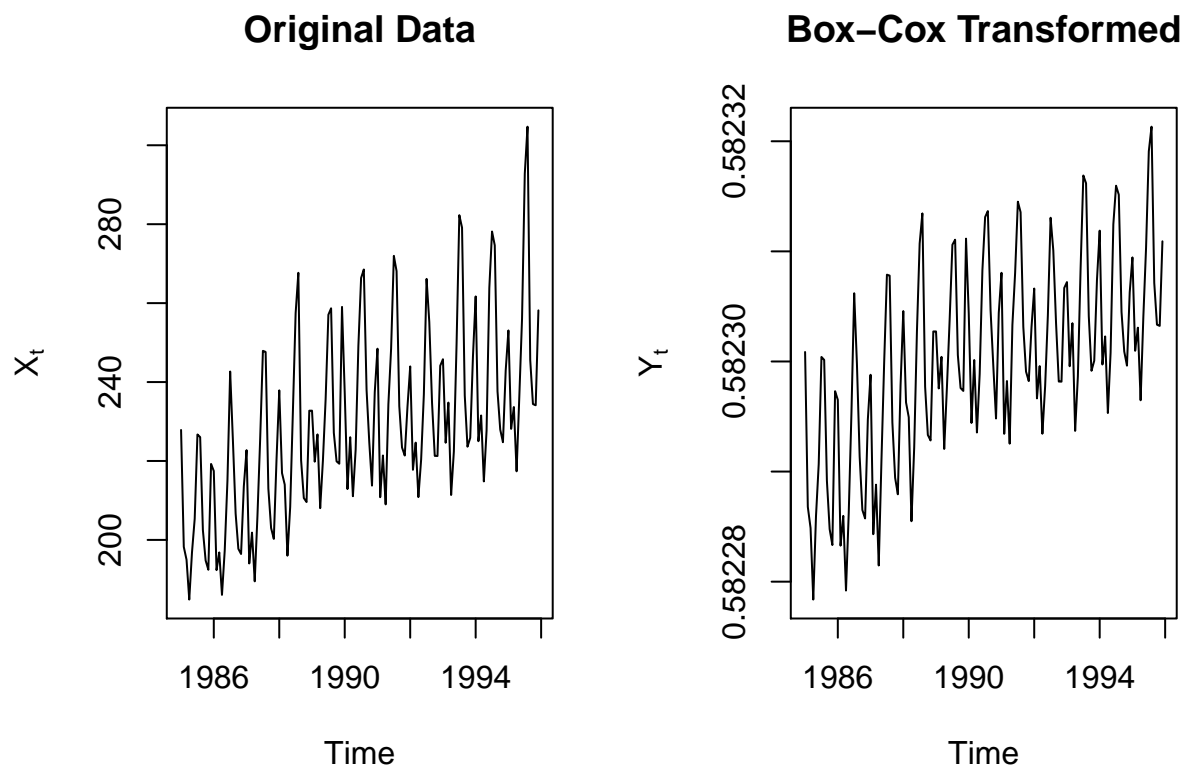 Original Data
Xt
200
240
280
1986
1990
1994
Time
Box−Cox Transformed
Yt
0.58228
0.58230
0.58232
1986
1990
1994
Time